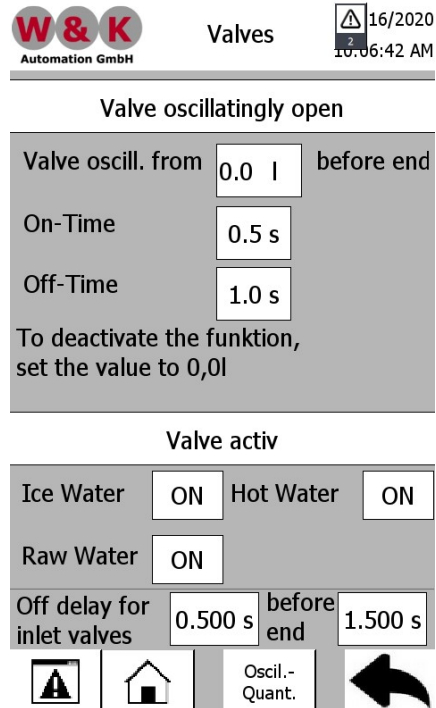 W & K
Automation GmbH
Valves
16/2020
2
10:06:42 AM
Valve oscillatingly open
Valve oscill. from 0.0 l before end
On-Time 0.5 s
Off-Time 1.0 s
To deactivate the funktion,
set the value to 0,0l
Valve activ
Ice Water ON Hot Water ON
Raw Water ON
Off delay for
inlet valves 0.500 s before
end 1.500 s
Oscil.-
Quant.